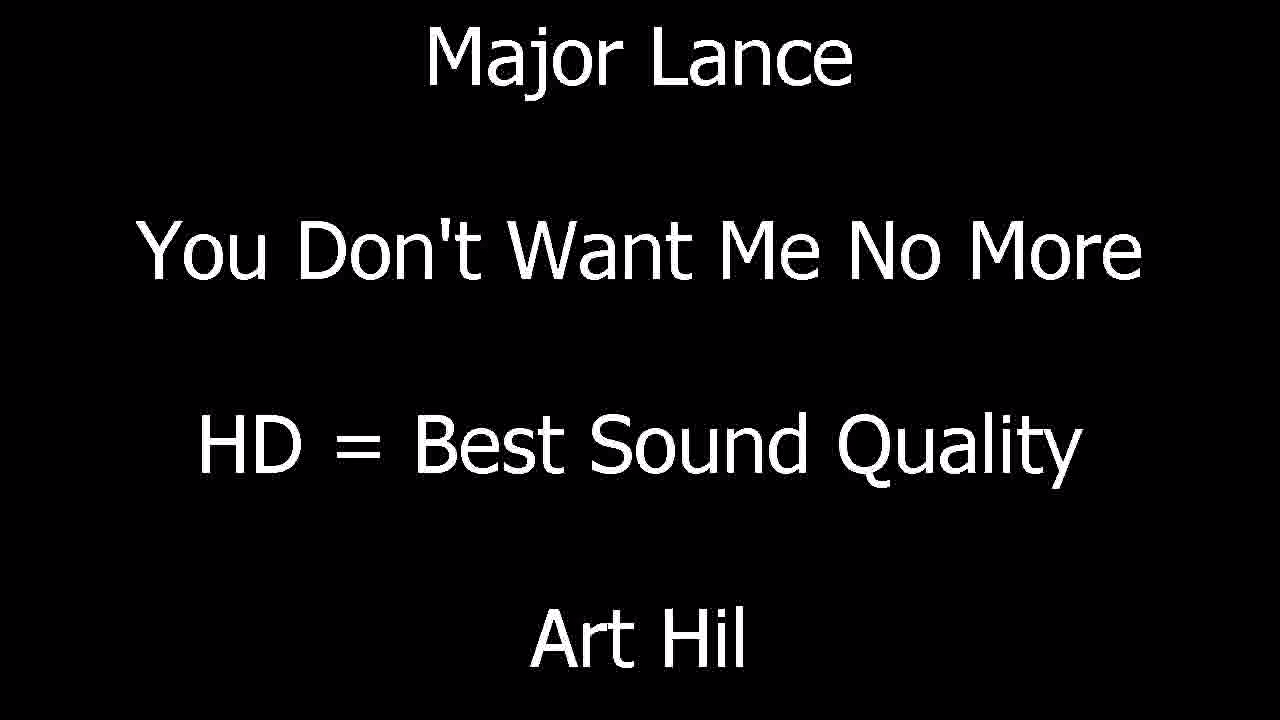 Major Lance
You Don't Want Me No More
HD = Best Sound Quality
Art Hil